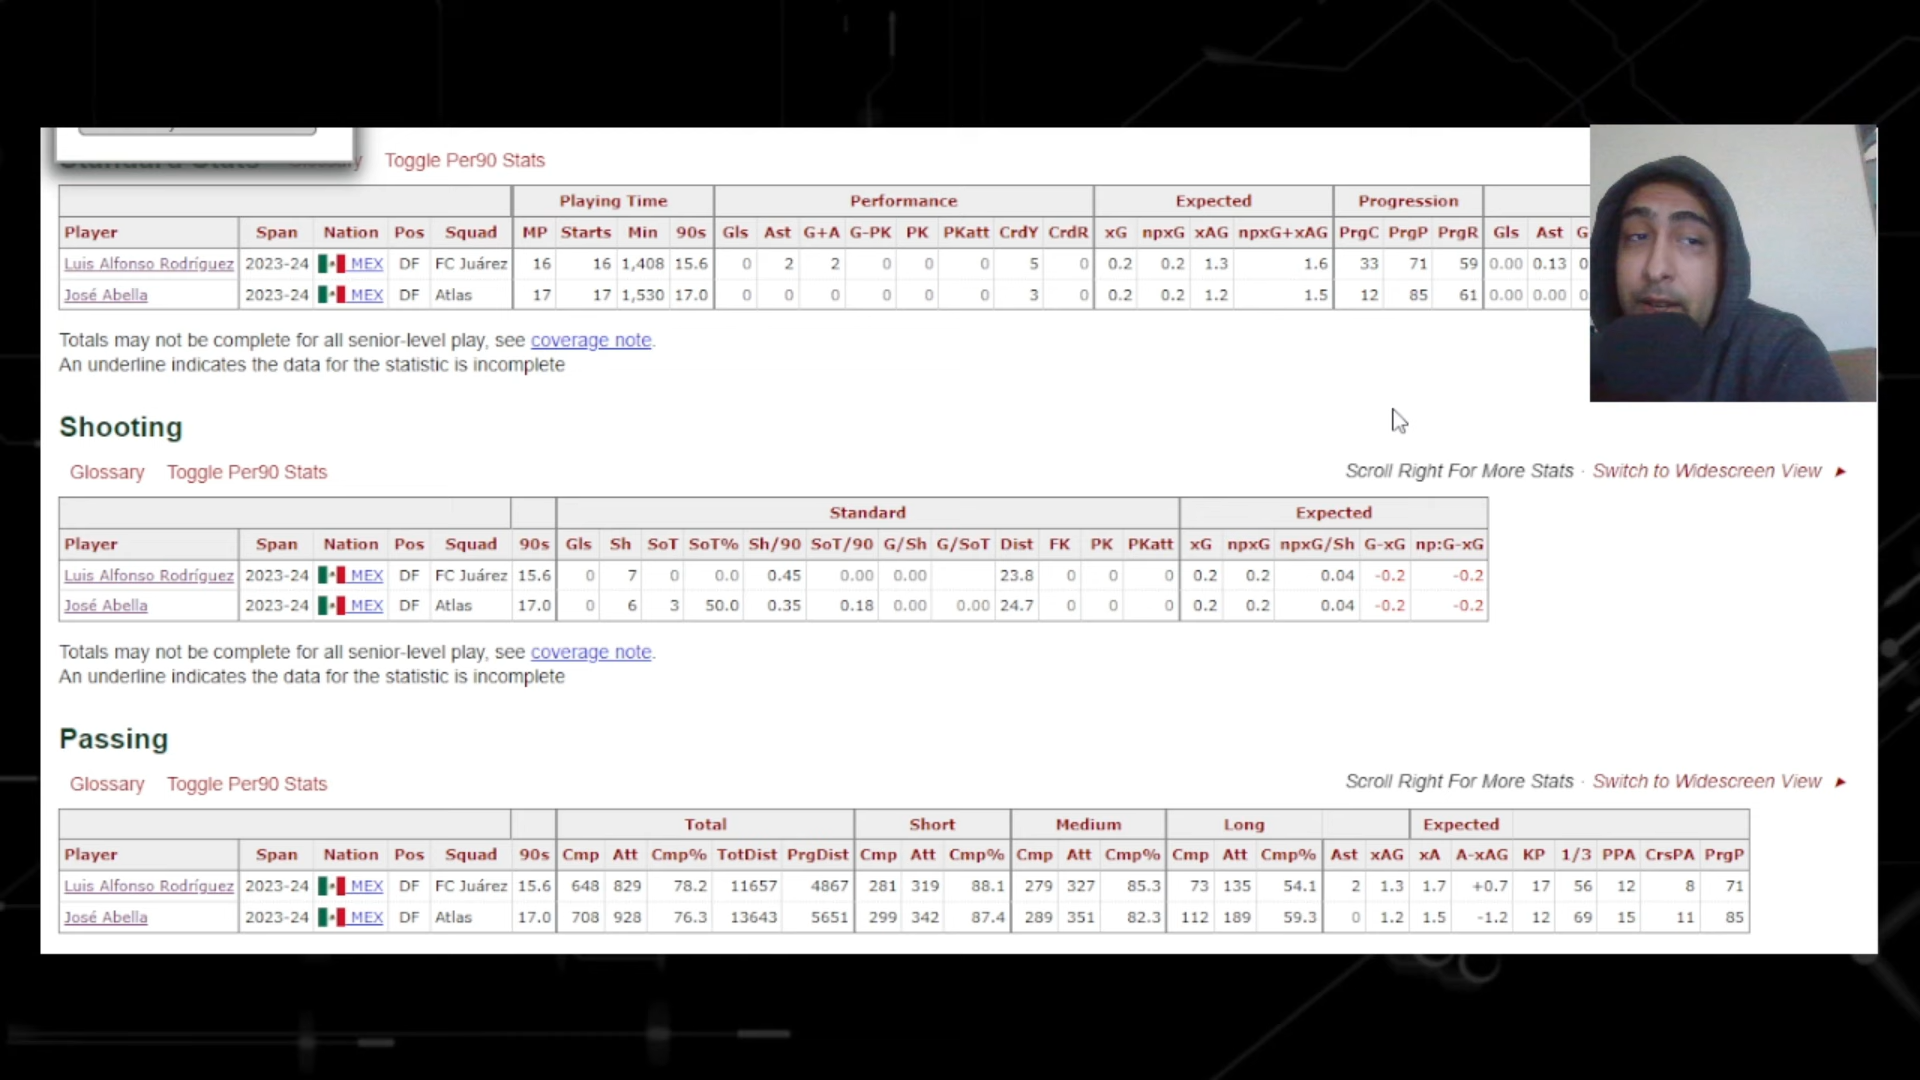 Toggle Per90 Stats
Playing Time Performance Expected Progression
Player Span Nation Pos Squad MP Starts Min 90s Gls Ast G+A G-PK PK PKatt CrdY CrdR xG npxG xAG npxG+xAG PrgC PrgP PrgR Gls Ast G
Luis Alfonso Rodríguez 2023-24 MEX DF FC Juárez 16 16 1,408 15.6 0 2 2 0 0 0 5 0 0.2 0.2 1.3 1.6 33 71 59 0.00 0.13 0
José Abella 2023-24 MEX DF Atlas 17 17 1,530 17.0 0 0 0 0 0 0 3 0 0.2 0.2 1.2 1.5 12 85 61 0.00 0.00 0
Totals may not be complete for all senior-level play, see coverage note.
An underline indicates the data for the statistic is incomplete
Shooting
Glossary Toggle Per90 Stats Scroll Right For More Stats · Switch to Widescreen View ►
Standard Expected
Player Span Nation Pos Squad 90s Gls Sh SoT SoT% Sh/90 SoT/90 G/Sh G/SoT Dist FK PK PKatt xG npxG npxG/Sh G-xG np:G-xG
Luis Alfonso Rodríguez 2023-24 MEX DF FC Juárez 15.6 0 7 0 0.0 0.45 0.00 0.00 23.8 0 0 0 0.2 0.2 0.04 -0.2 -0.2
José Abella 2023-24 MEX DF Atlas 17.0 0 6 3 50.0 0.35 0.18 0.00 0.00 24.7 0 0 0 0.2 0.2 0.04 -0.2 -0.2
Totals may not be complete for all senior-level play, see coverage note.
An underline indicates the data for the statistic is incomplete
Passing
Glossary Toggle Per90 Stats Scroll Right For More Stats · Switch to Widescreen View ►
Total Short Medium Long Expected
Player Span Nation Pos Squad 90s Cmp Att Cmp% TotDist PrgDist Cmp Att Cmp% Cmp Att Cmp% Cmp Att Cmp% Ast xAG xA A-xAG KP 1/3 PPA CrsPA PrgP
Luis Alfonso Rodríguez 2023-24 MEX DF FC Juárez 15.6 648 829 78.2 11657 4867 281 319 88.1 279 327 85.3 73 135 54.1 2 1.3 1.7 +0.7 17 56 12 8 71
José Abella 2023-24 MEX DF Atlas 17.0 708 928 76.3 13643 5651 299 342 87.4 289 351 82.3 112 189 59.3 0 1.2 1.5 -1.2 12 69 15 11 85